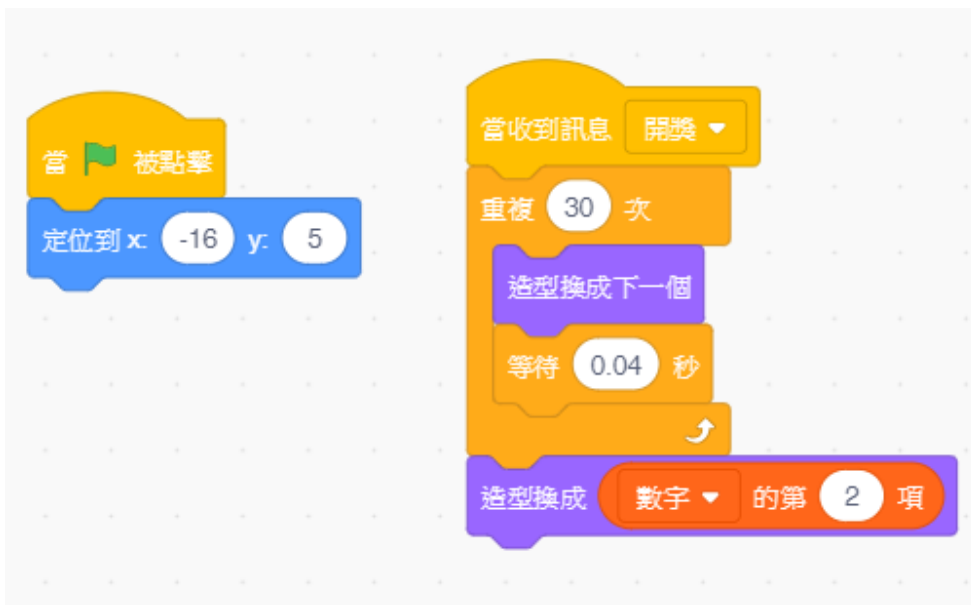 當 被點擊
定位到 x: -16 y: 5
當收到訊息 開獎
重複 30 次
造型換成下一個
等待 0.04 秒
造型換成 數字 的第 2 項